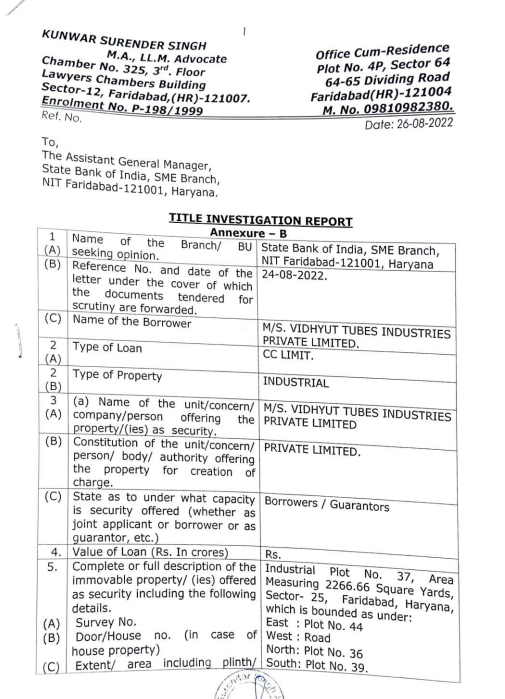 1
KUNWAR SURENDER SINGH
M.A., LL.M. Advocate
Chamber No. 325, 3rd. Floor
Lawyers Chambers Building
Sector-12, Faridabad,(HR)-121007.
Enrolment No. P-198/1999
Ref. No.
Office Cum-Residence
Plot No. 4P, Sector 64
64-65 Dividing Road
Faridabad(HR)-121004
M. No. 09810982380.
Date: 26-08-2022
To,
The Assistant General Manager,
State Bank of India, SME Branch,
NIT Faridabad-121001, Haryana.
TITLE INVESTIGATION REPORT
Annexure – B
1
(A)
Name of the Branch/ BU
seeking opinion.
State Bank of India, SME Branch,
NIT Faridabad-121001, Haryana
(B)
Reference No. and date of the
letter under the cover of which
the documents tendered for
scrutiny are forwarded.
24-08-2022.
(C)
Name of the Borrower
M/S. VIDHYUT TUBES INDUSTRIES
PRIVATE LIMITED.
2
(A)
Type of Loan
CC LIMIT.
2
(B)
Type of Property
INDUSTRIAL
3
(A)
(a) Name of the unit/concern/
company/person offering the
property/(ies) as security.
M/S. VIDHYUT TUBES INDUSTRIES
PRIVATE LIMITED
(B)
Constitution of the unit/concern/
person/ body/ authority offering
the property for creation of
charge.
PRIVATE LIMITED.
(C)
State as to under what capacity
is security offered (whether as
joint applicant or borrower or as
guarantor, etc.)
Borrowers / Guarantors
4.
Value of Loan (Rs. In crores)
Rs.
5.
Complete or full description of the
immovable property/ (ies) offered
as security including the following
details.
(A) Survey No.
(B) Door/House no. (in case of
house property)
(C) Extent/ area including plinth/
Industrial Plot No. 37, Area
Measuring 2266.66 Square Yards,
Sector- 25, Faridabad, Haryana,
which is bounded as under:
East : Plot No. 44
West : Road
North: Plot No. 36
South: Plot No. 39.